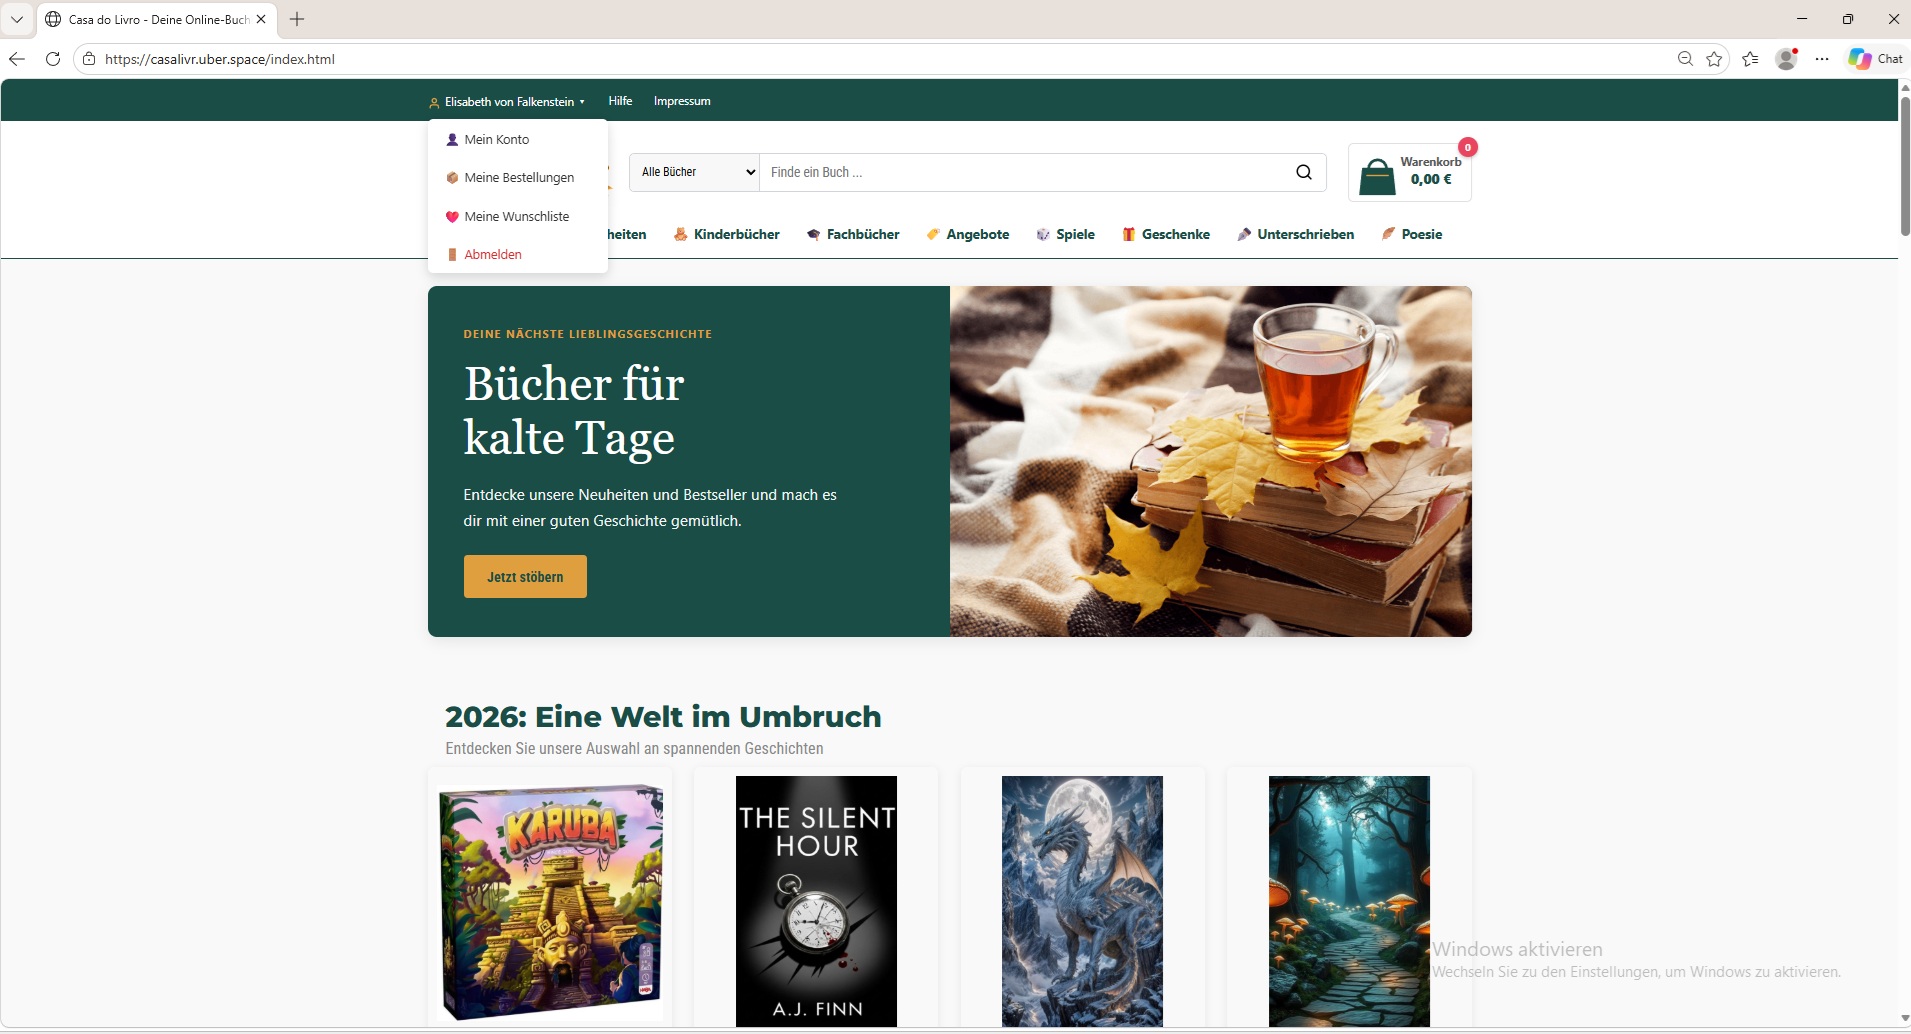 Casa do Livro - Deine Online-Buch
https://casalivr.uber.space/index.html
Chat
Elisabeth von Falkenstein
Hilfe
Impressum
Mein Konto
Meine Bestellungen
Meine Wunschliste
Abmelden
Alle Bücher
Finde ein Buch ...
0
Warenkorb
0,00 €
heiten
Kinderbücher
Fachbücher
Angebote
Spiele
Geschenke
Unterschrieben
Poesie
DEINE NÄCHSTE LIEBLINGSGESCHICHTE
Bücher für
kalte Tage
Entdecke unsere Neuheiten und Bestseller und mach es
dir mit einer guten Geschichte gemütlich.
Jetzt stöbern
2026: Eine Welt im Umbruch
Entdecken Sie unsere Auswahl an spannenden Geschichten
KARUBA
THE SILENT
HOUR
A.J. FINN
Windows aktivieren
Wechseln Sie zu den Einstellungen, um Windows zu aktivieren.